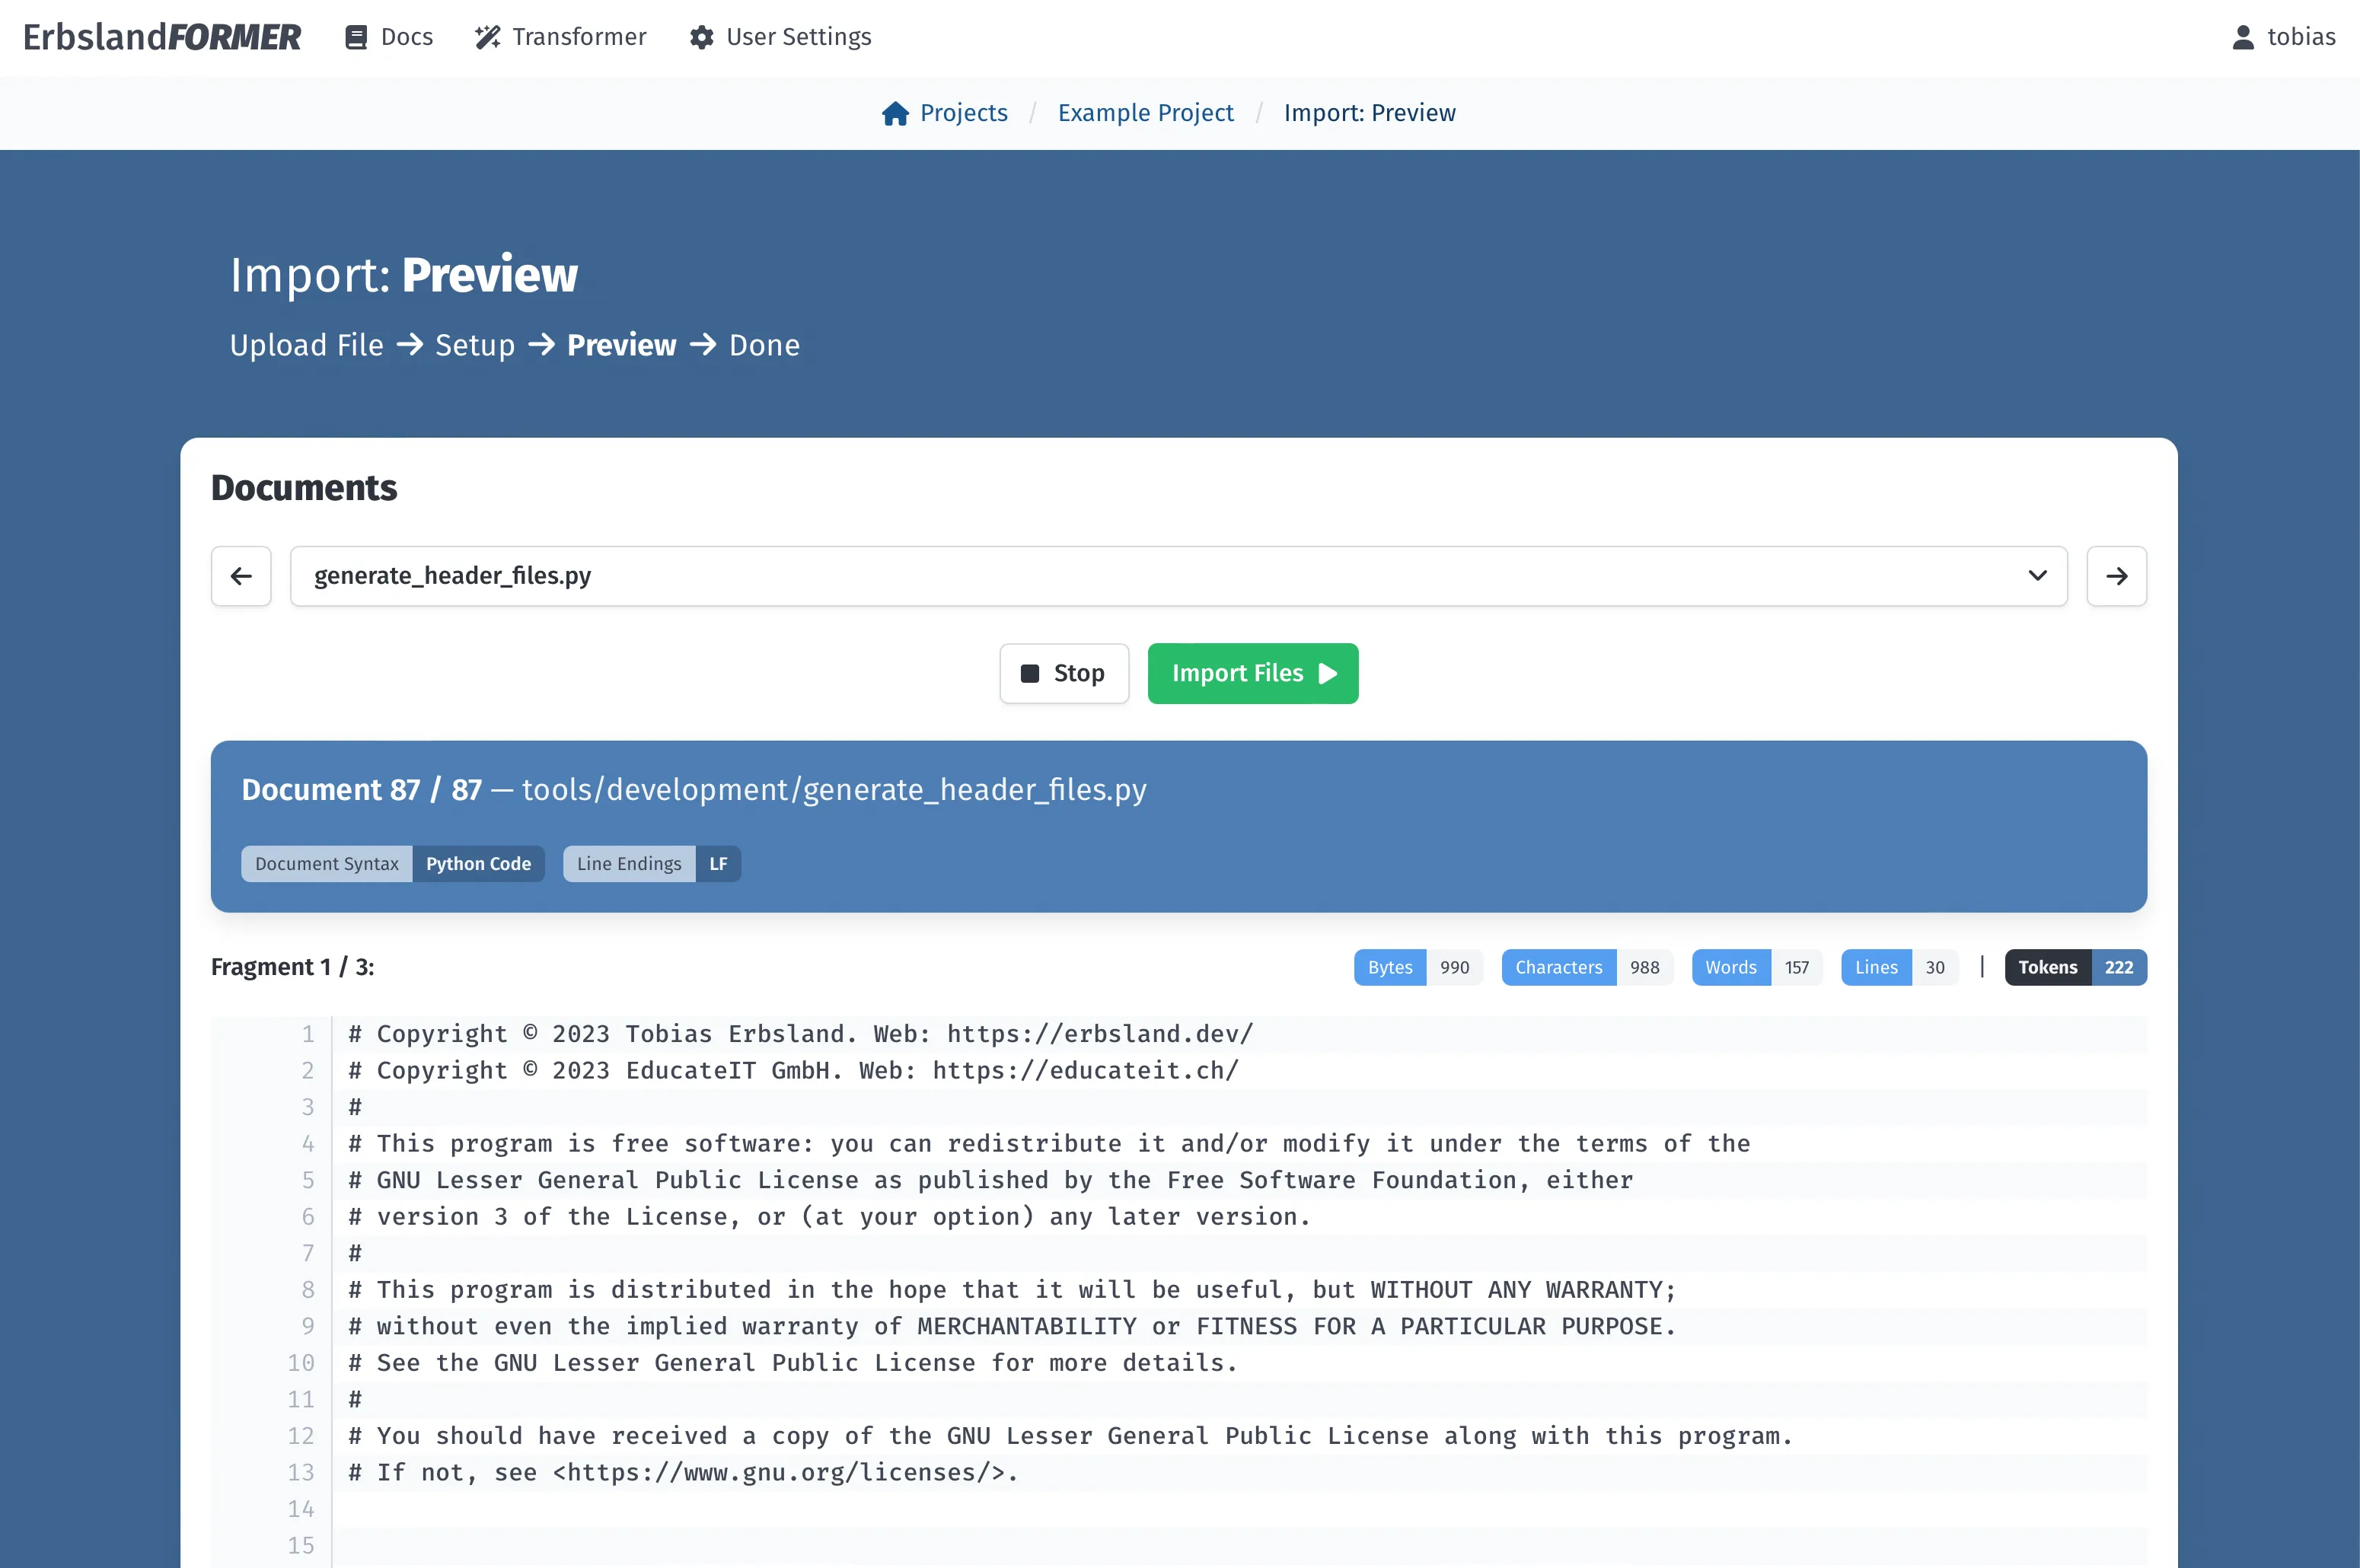 ErbslandFORMER Docs Transformer User Settings tobias
Projects / Example Project / Import: Preview
Import: Preview
Upload File → Setup → Preview → Done
Documents
generate_header_files.py
Stop Import Files
Document 87 / 87 — tools/development/generate_header_files.py
Document Syntax Python Code Line Endings LF
Fragment 1 / 3: Bytes 990 Characters 988 Words 157 Lines 30 | Tokens 222
1 # Copyright © 2023 Tobias Erbsland. Web: https://erbsland.dev/
2 # Copyright © 2023 EducateIT GmbH. Web: https://educateit.ch/
3 #
4 # This program is free software: you can redistribute it and/or modify it under the terms of the
5 # GNU Lesser General Public License as published by the Free Software Foundation, either
6 # version 3 of the License, or (at your option) any later version.
7 #
8 # This program is distributed in the hope that it will be useful, but WITHOUT ANY WARRANTY;
9 # without even the implied warranty of MERCHANTABILITY or FITNESS FOR A PARTICULAR PURPOSE.
10 # See the GNU Lesser General Public License for more details.
11 #
12 # You should have received a copy of the GNU Lesser General Public License along with this program.
13 # If not, see <https://www.gnu.org/licenses/>.
14
15